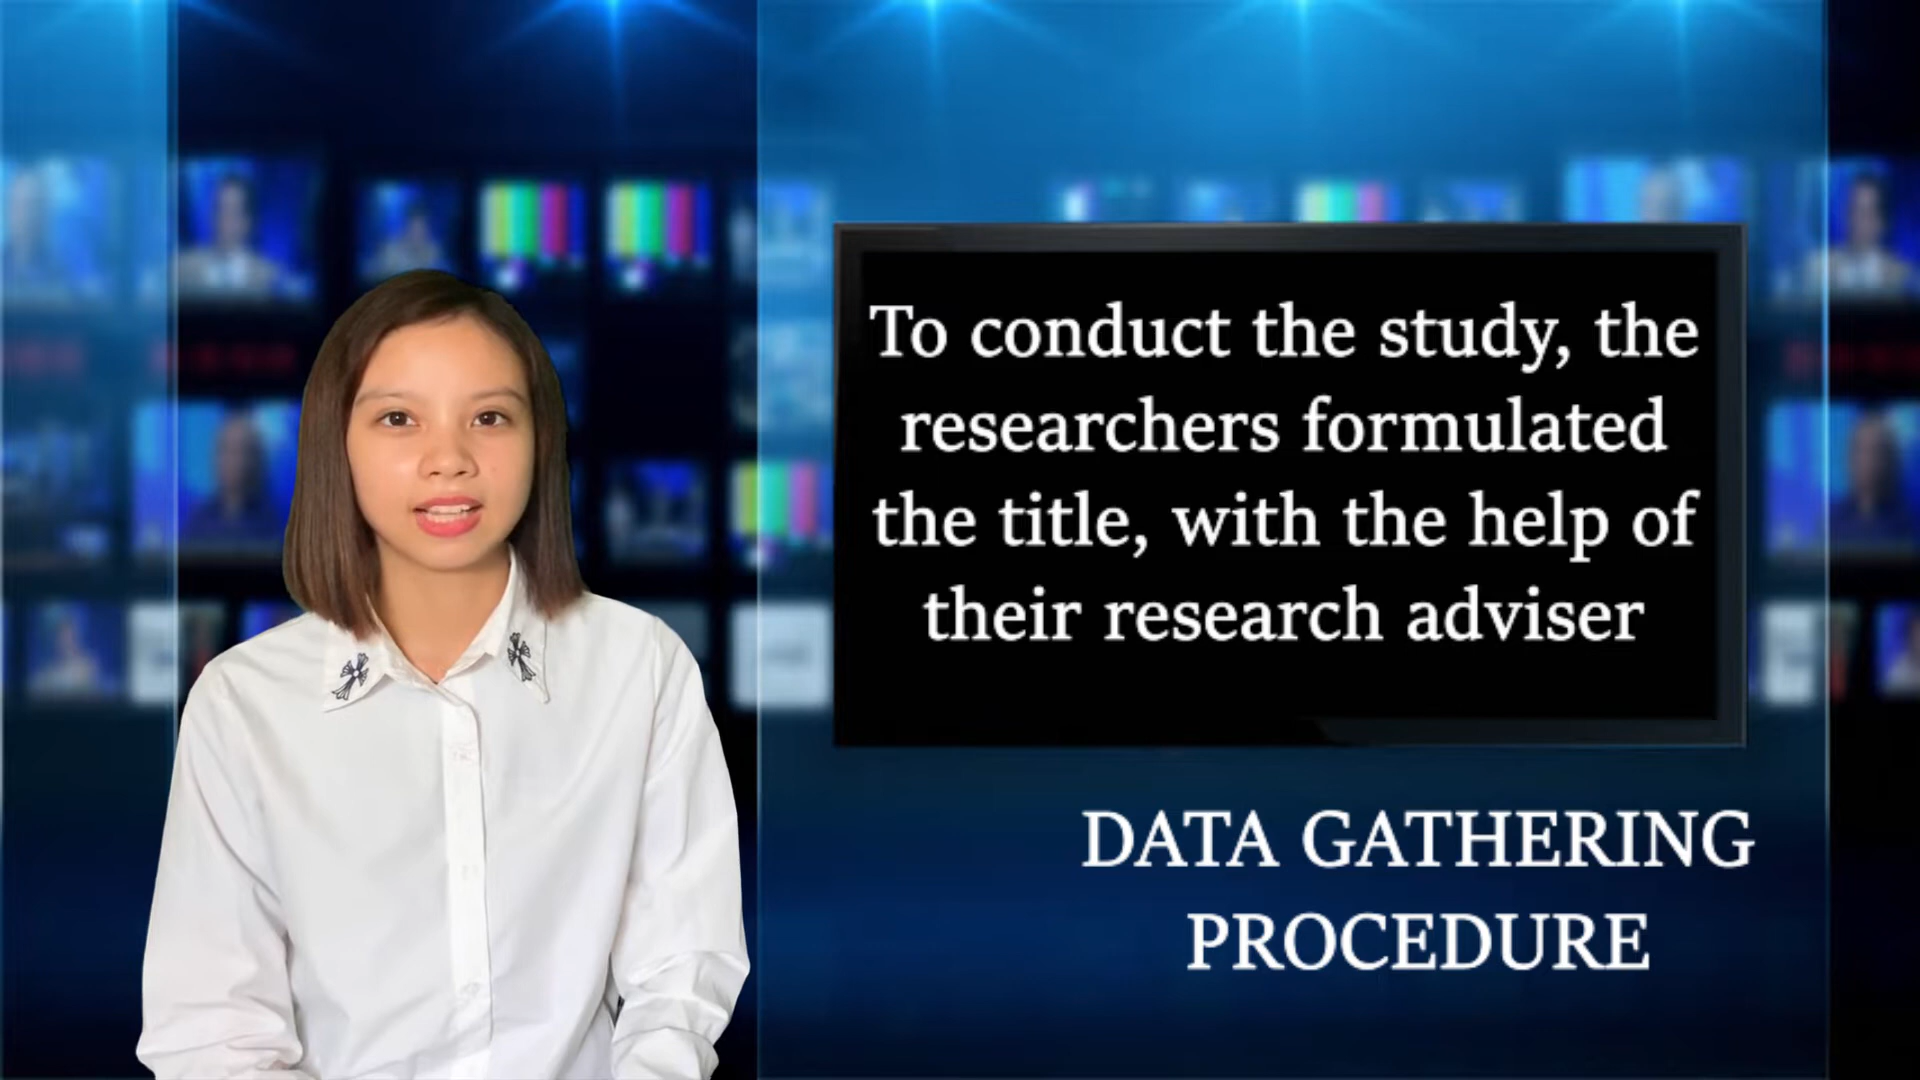 To conduct the study, the
researchers formulated
the title, with the help of
their research adviser
DATA GATHERING
PROCEDURE